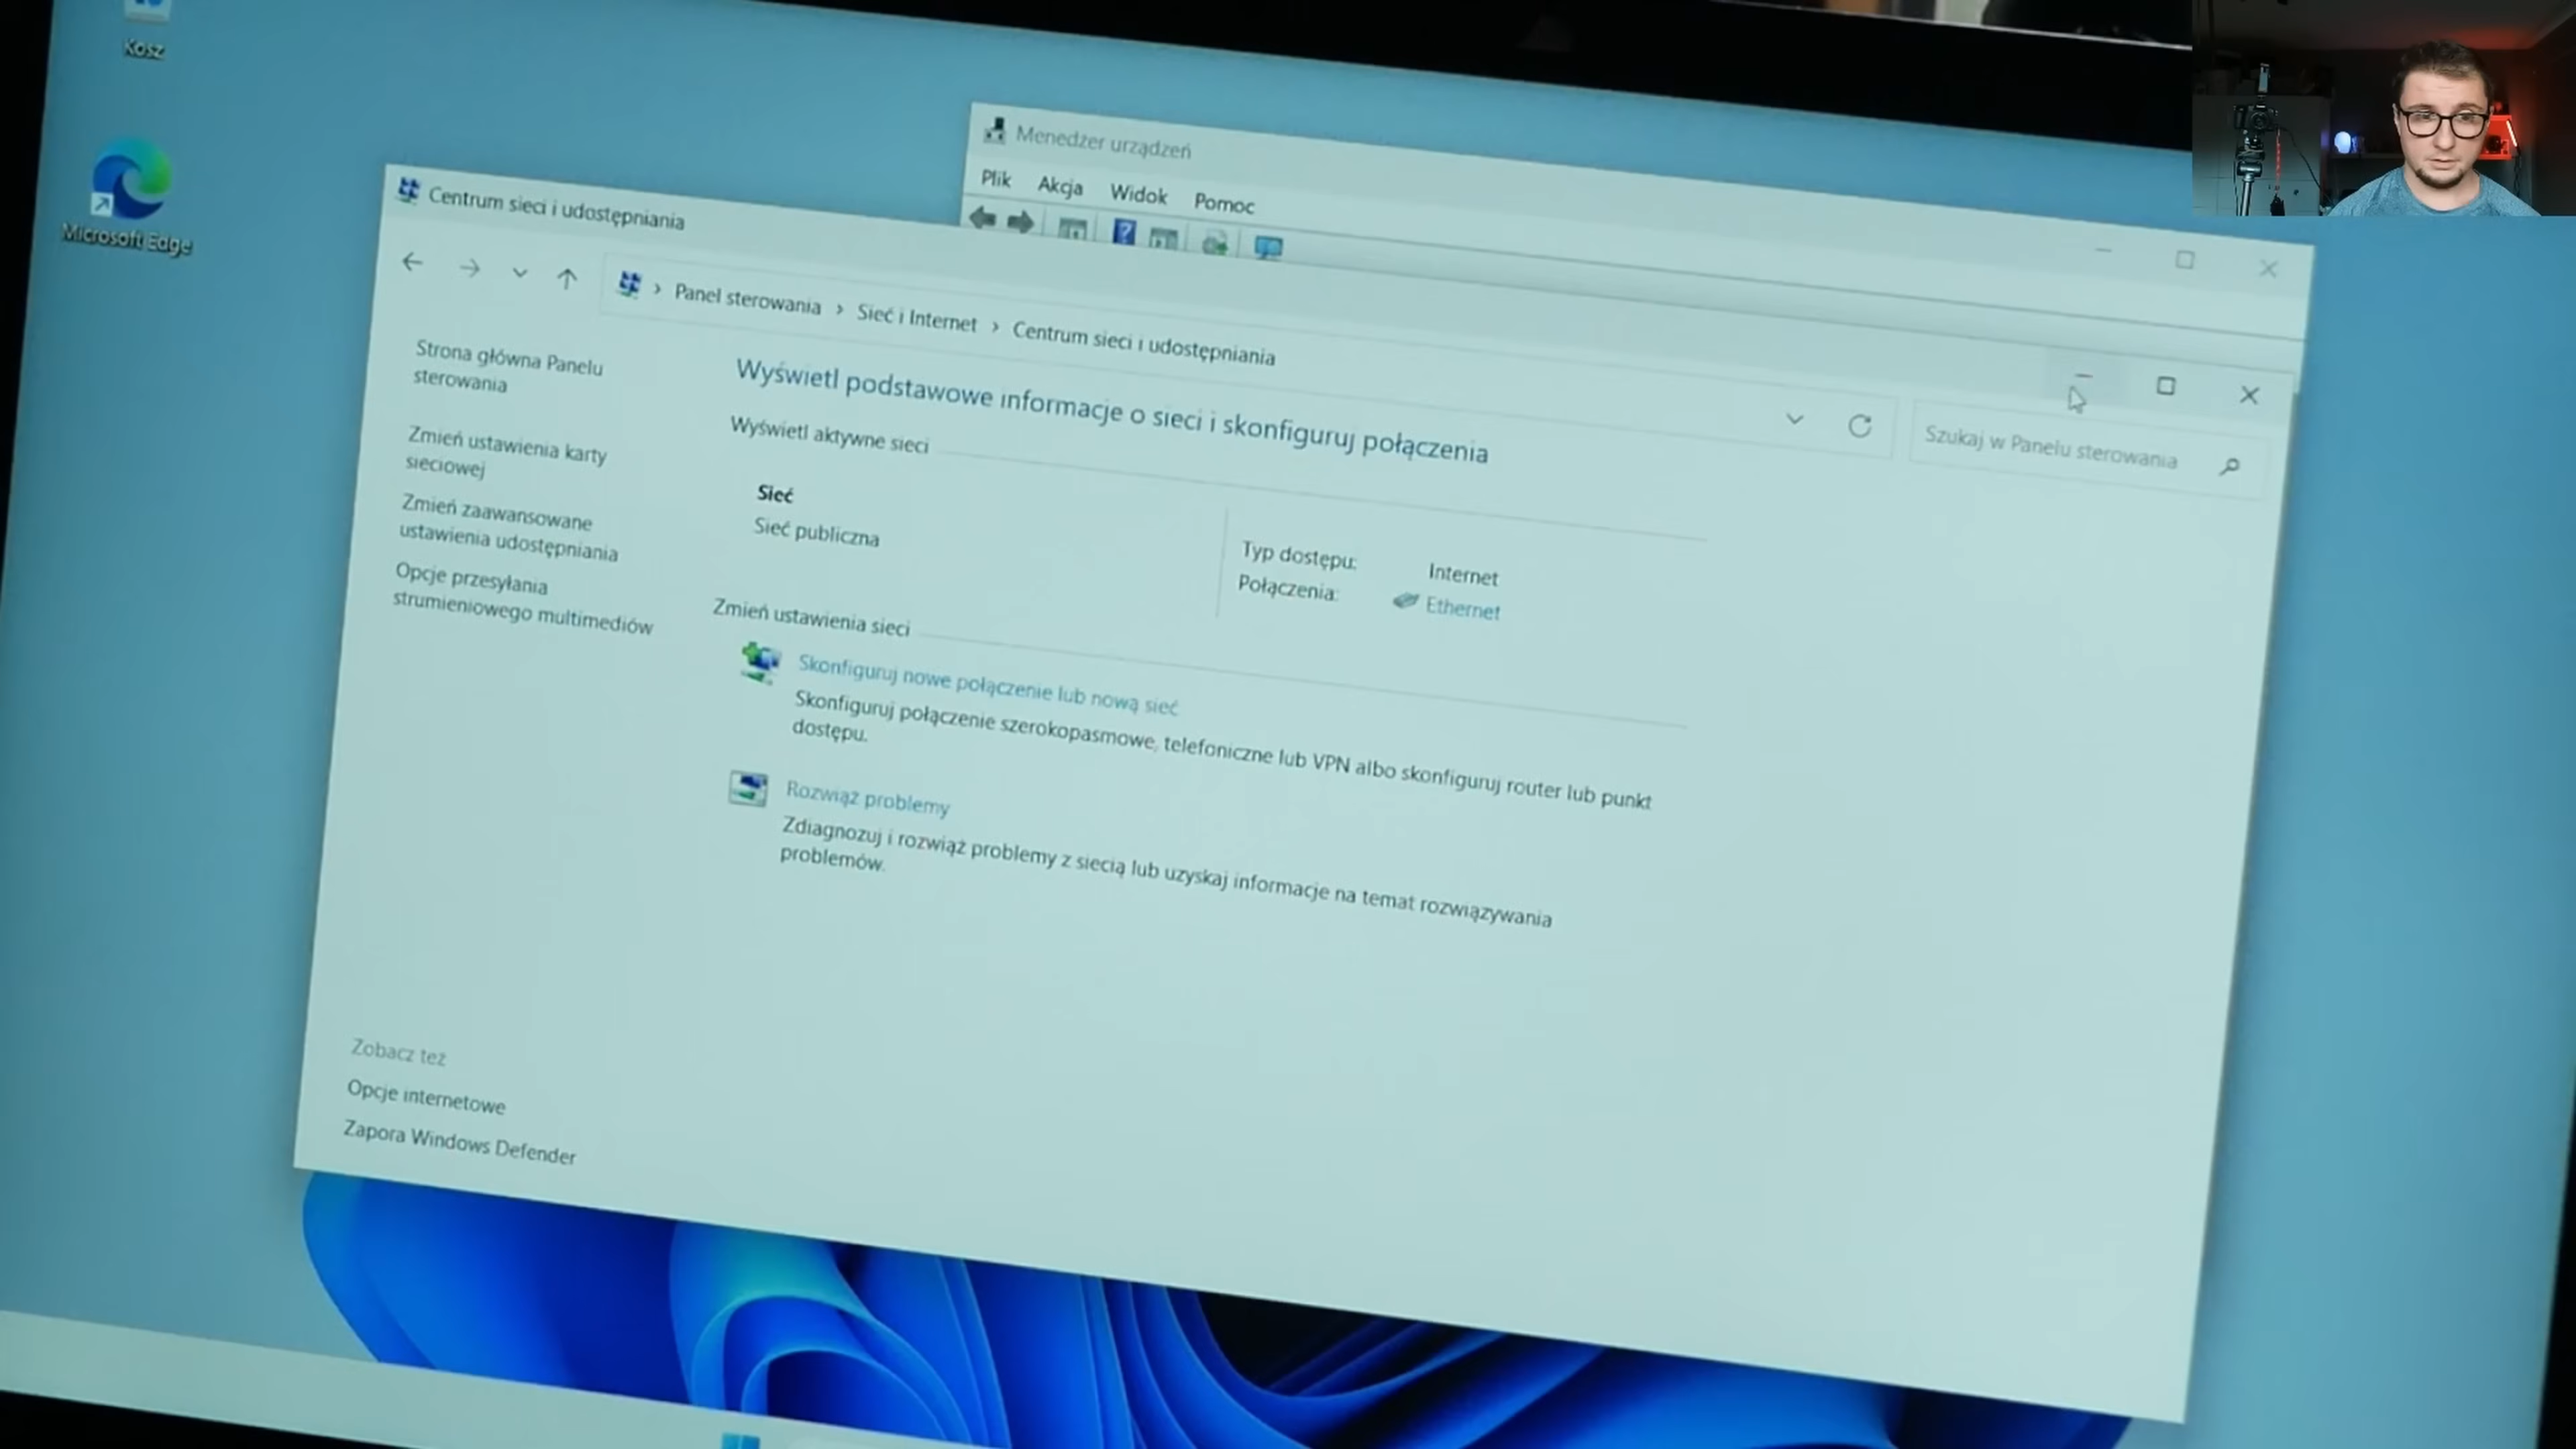 Kosz
Microsoft Edge
Menedżer urządzeń
Plik Akcja Widok Pomoc
Centrum sieci i udostępniania
Panel sterowania › Sieć i Internet › Centrum sieci i udostępniania
Szukaj w Panelu sterowania
Strona główna Panelu
sterowania
Zmień ustawienia karty
sieciowej
Zmień zaawansowane
ustawienia udostępniania
Opcje przesyłania
strumieniowego multimediów
Wyświetl podstawowe informacje o sieci i skonfiguruj połączenia
Wyświetl aktywne sieci
Sieć
Sieć publiczna
Typ dostępu: Internet
Połączenia: Ethernet
Zmień ustawienia sieci
Skonfiguruj nowe połączenie lub nową sieć
Skonfiguruj połączenie szerokopasmowe, telefoniczne lub VPN albo skonfiguruj router lub punkt
dostępu.
Rozwiąż problemy
Zdiagnozuj i rozwiąż problemy z siecią lub uzyskaj informacje na temat rozwiązywania
problemów.
Zobacz też
Opcje internetowe
Zapora Windows Defender